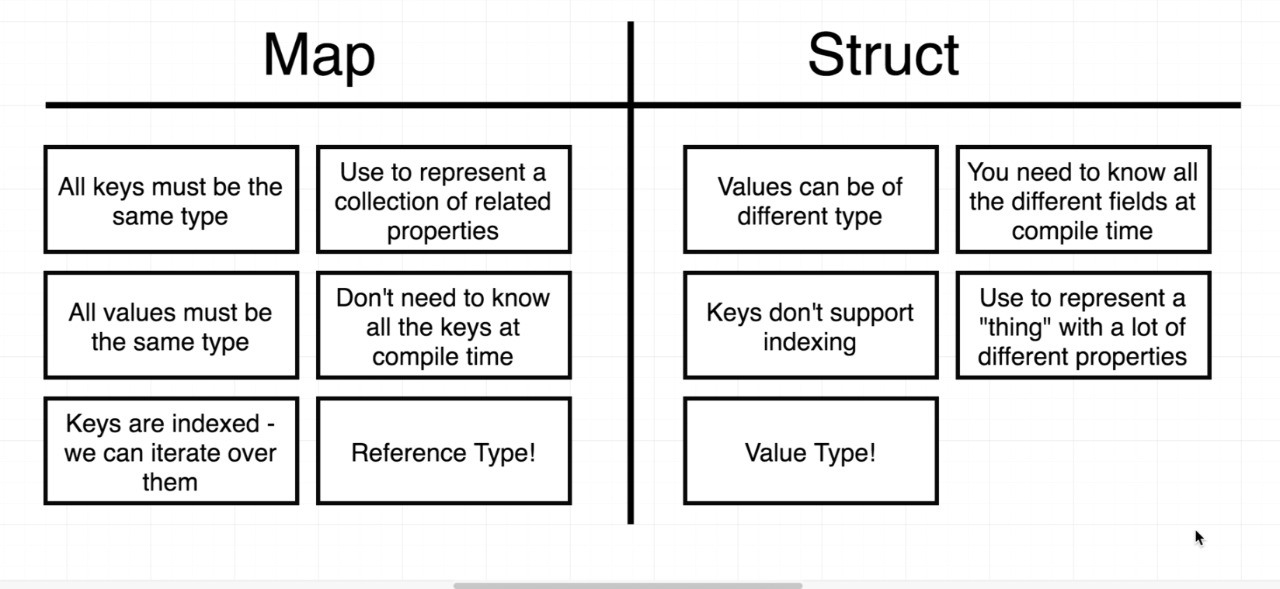 Map
Struct
All keys must be the
same type
Use to represent a
collection of related
properties
Values can be of
different type
You need to know all
the different fields at
compile time
All values must be
the same type
Don't need to know
all the keys at
compile time
Keys don't support
indexing
Use to represent a
"thing" with a lot of
different properties
Keys are indexed -
we can iterate over
them
Reference Type!
Value Type!